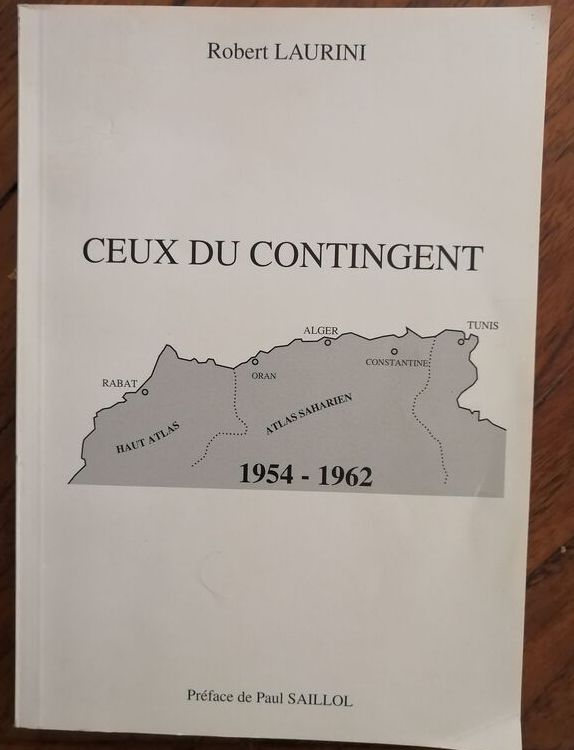 Robert LAURINI
CEUX DU CONTINGENT
ALGER
TUNIS
CONSTANTINE
ORAN
RABAT
HAUT ATLAS
ATLAS SAHARIEN
1954 - 1962
Préface de Paul SAILLOL